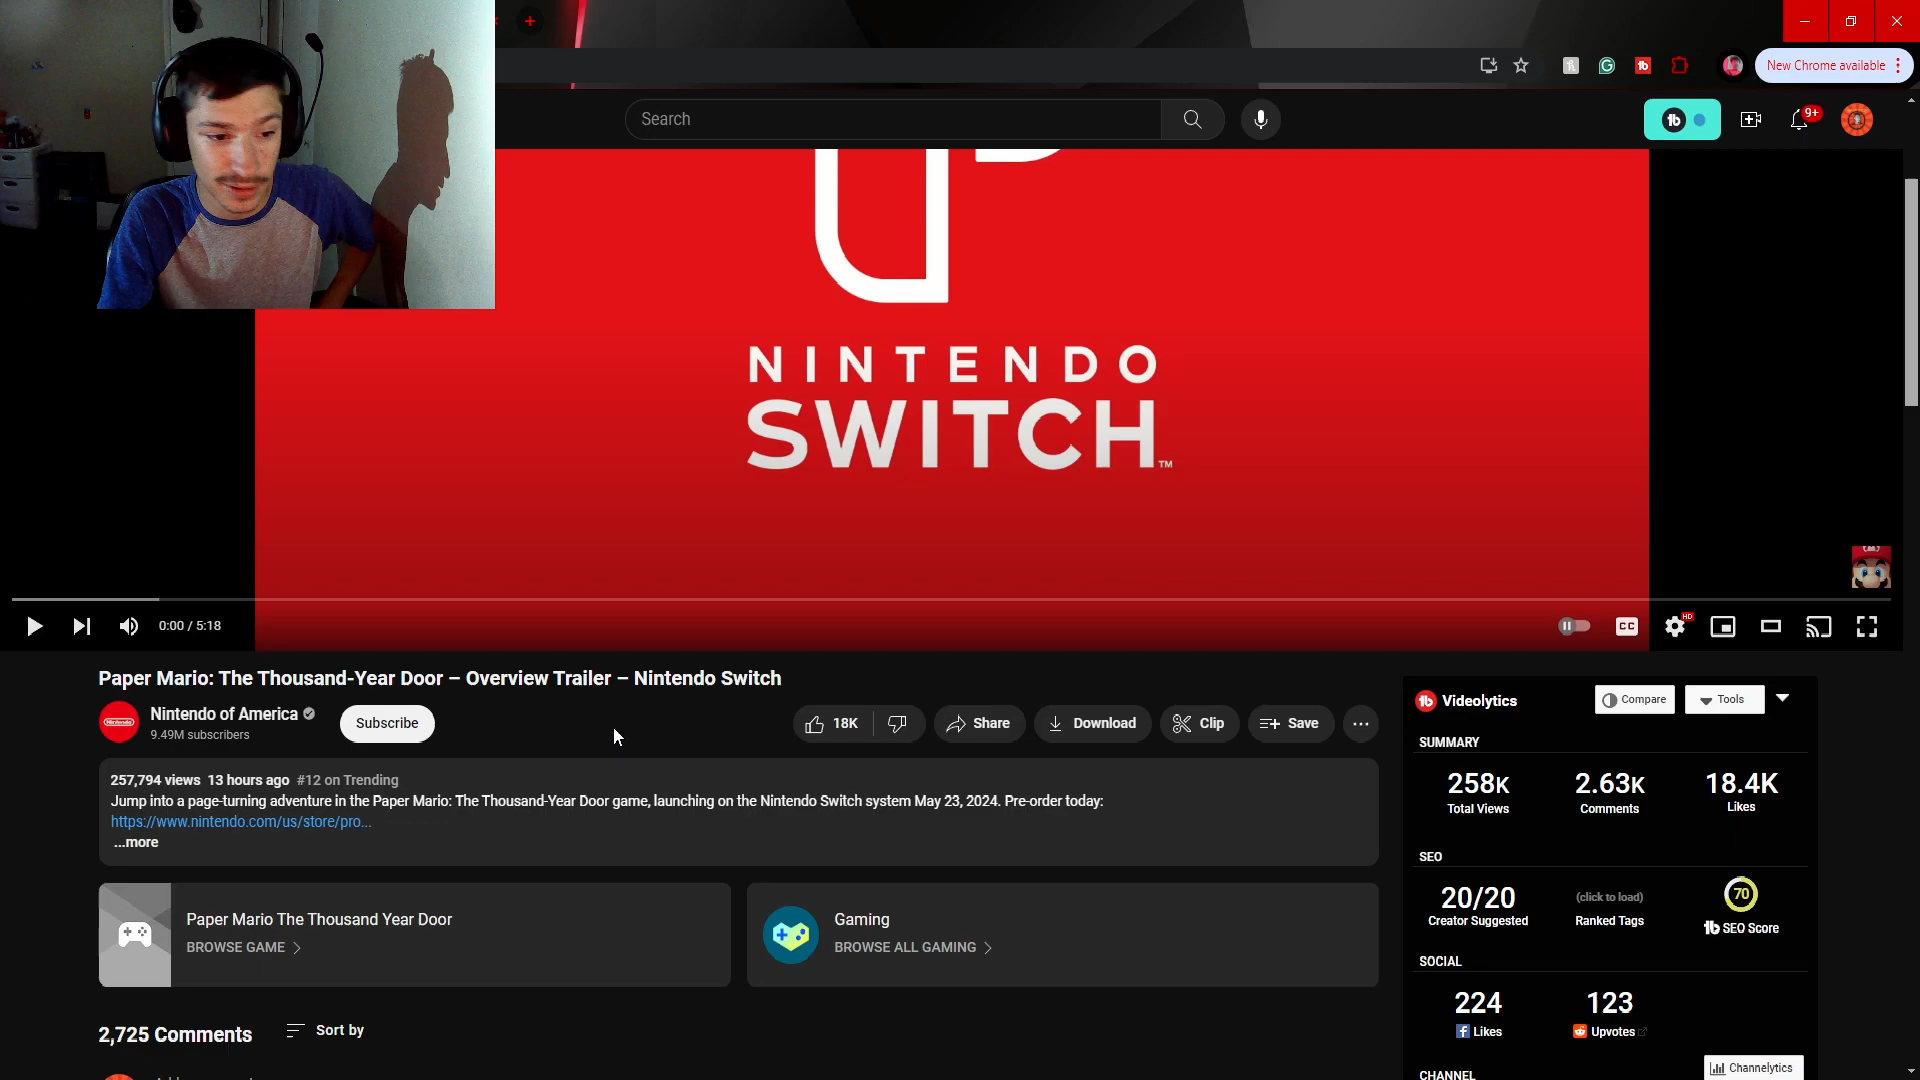 New Chrome available
Search
9+
NINTENDO
SWITCH™
0:00 / 5:18
CC
HD
Paper Mario: The Thousand-Year Door – Overview Trailer – Nintendo Switch
Nintendo
Nintendo of America
9.49M subscribers
Subscribe
18K
Share
Download
Clip
Save
257,794 views 13 hours ago #12 on Trending
Jump into a page-turning adventure in the Paper Mario: The Thousand-Year Door game, launching on the Nintendo Switch system May 23, 2024. Pre-order today:
https://www.nintendo.com/us/store/pro...
...more
Paper Mario The Thousand Year Door
BROWSE GAME
Gaming
BROWSE ALL GAMING
2,725 Comments
Sort by
Videolytics
Compare
Tools
SUMMARY
258K
2.63K
18.4K
Total Views
Comments
Likes
SEO
20/20
(click to load)
70
Creator Suggested
Ranked Tags
SEO Score
SOCIAL
224
123
Likes
Upvotes
CHANNEL
Channelytics